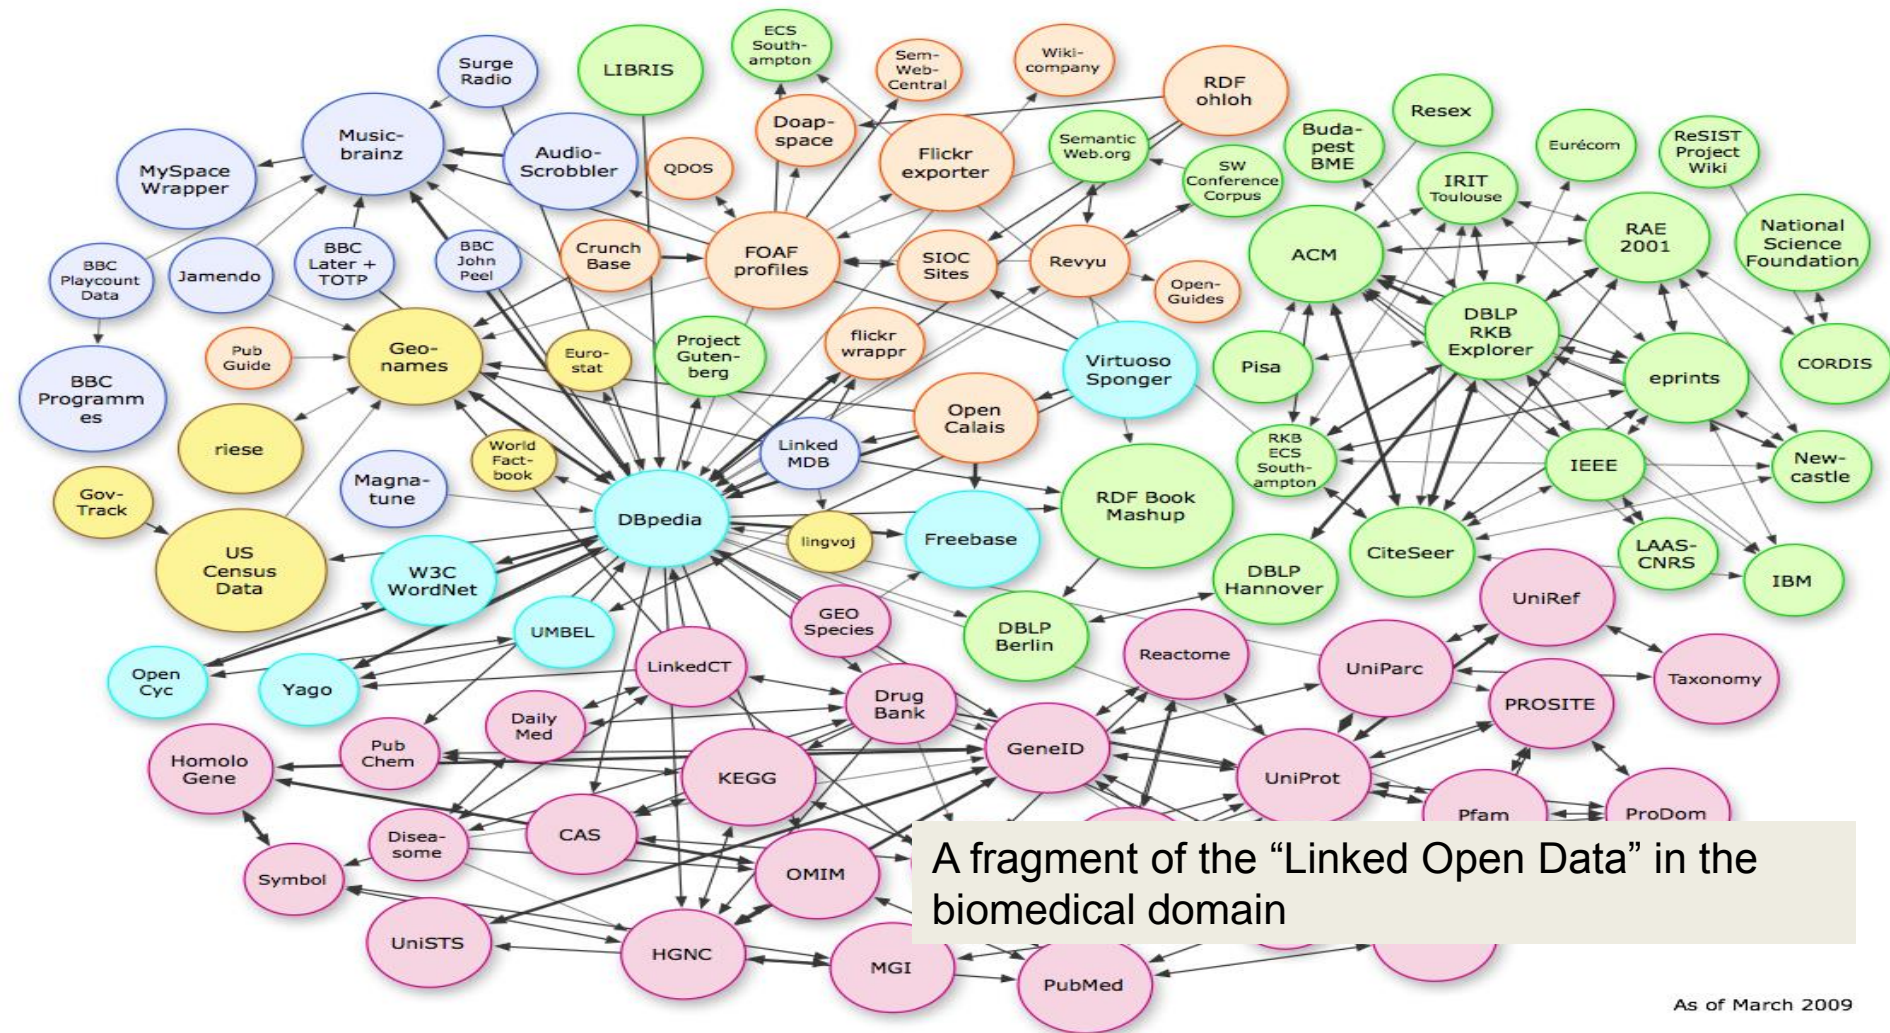 ECS
South-
ampton
Surge
Radio
LIBRIS
Sem-
Web-
Central
Wiki-
company
RDF
ohloh
Music-
brainz
Audio-
Scrobbler
Doap-
space
Flickr
exporter
Semantic
Web.org
Buda-
pest
BME
Resex
Eurécom
ReSIST
Project
Wiki
MySpace
Wrapper
QDOS
SW
Conference
Corpus
IRIT
Toulouse
RAE
2001
National
Science
Foundation
BBC
Playcount
Data
Jamendo
BBC
Later +
TOTP
BBC
John
Peel
Crunch
Base
FOAF
profiles
SIOC
Sites
Revyu
Open-
Guides
ACM
DBLP
RKB
Explorer
Pub
Guide
Geo-
names
Euro-
stat
Project
Guten-
berg
flickr
wrappr
Virtuoso
Sponger
Pisa
eprints
CORDIS
BBC
Programm
es
riese
World
Fact-
book
Linked
MDB
Open
Calais
RKB
ECS
South-
ampton
IEEE
New-
castle
Gov-
Track
Magna-
tune
DBpedia
RDF Book
Mashup
US
Census
Data
W3C
WordNet
lingvoj
Freebase
DBLP
Hannover
CiteSeer
LAAS-
CNRS
IBM
UMBEL
GEO
Species
DBLP
Berlin
UniRef
Open
Cyc
Yago
LinkedCT
Reactome
UniParc
Taxonomy
Daily
Med
Drug
Bank
PROSITE
Homolo
Gene
Pub
Chem
KEGG
GeneID
UniProt
Pfam
ProDom
Disea-
some
CAS
Symbol
OMIM
A fragment of the “Linked Open Data” in the
biomedical domain
UniSTS
HGNC
MGI
PubMed
As of March 2009